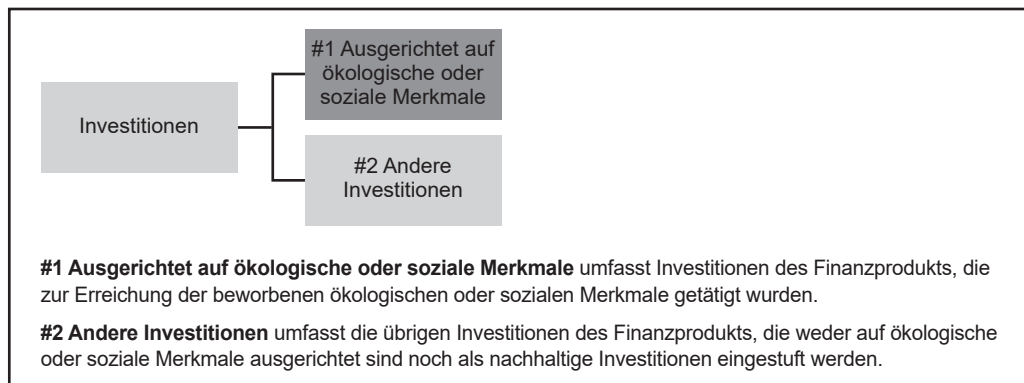 #1 Ausgerichtet auf
ökologische oder
soziale Merkmale
Investitionen
#2 Andere
Investitionen
#1 Ausgerichtet auf ökologische oder soziale Merkmale umfasst Investitionen des Finanzprodukts, die
zur Erreichung der beworbenen ökologischen oder sozialen Merkmale getätigt wurden.
#2 Andere Investitionen umfasst die übrigen Investitionen des Finanzprodukts, die weder auf ökologische
oder soziale Merkmale ausgerichtet sind noch als nachhaltige Investitionen eingestuft werden.